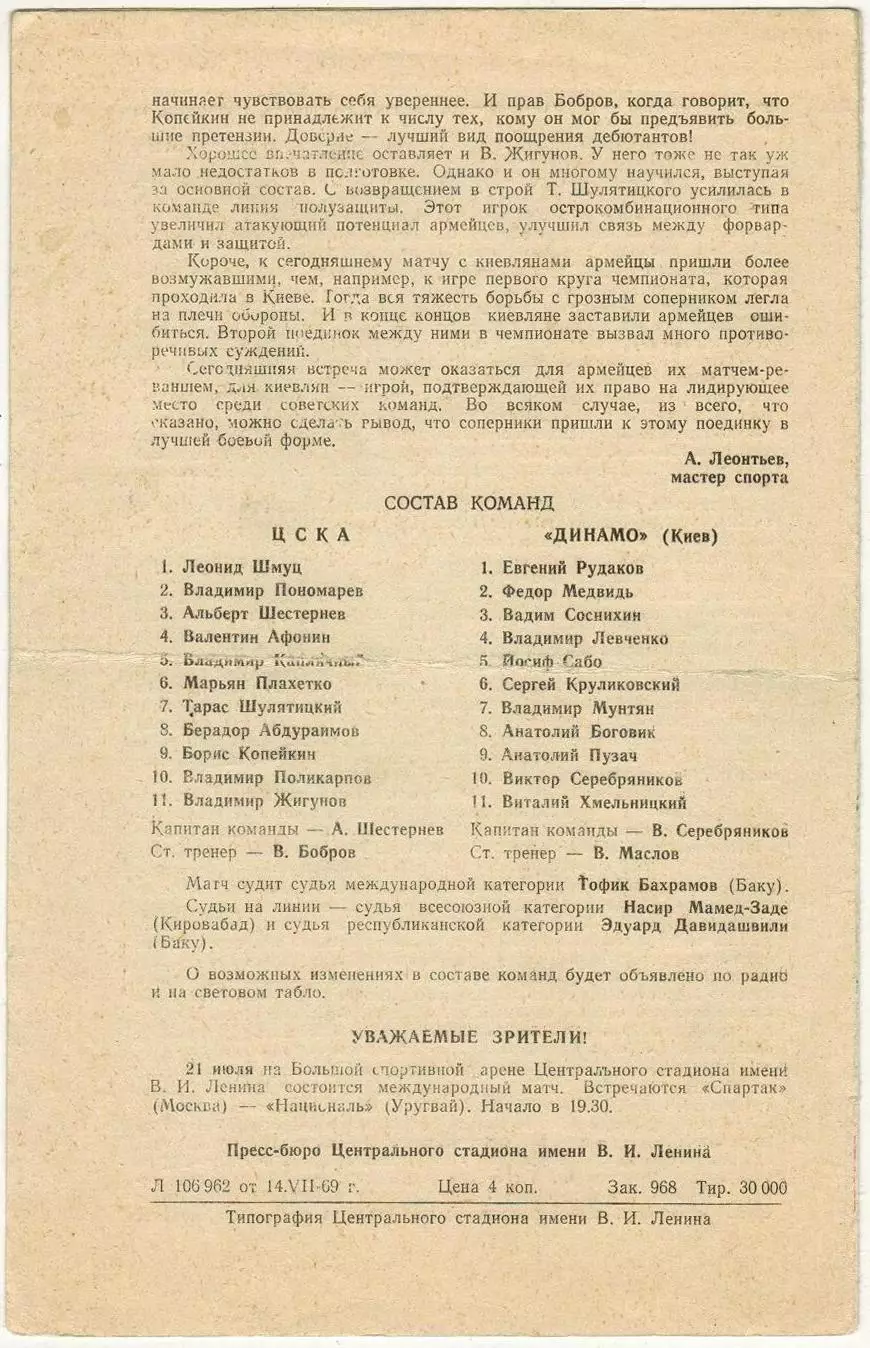 начинает чувствовать себя увереннее. И прав Бобров, когда говорит, что
Копейкин не принадлежит к числу тех, кому он мог бы предъявить боль-
шие претензии. Доверие — лучший вид поощрения дебютантов!
Хорошее впечатление оставляет и В. Жигунов. У него тоже не так уж
мало недостатков в подготовке. Однако и он многому научился, выступая
за основной состав. С возвращением в строй Т. Шулятицкого усилилась в
команде линия полузащиты. Этот игрок острокомбинационного типа
увеличил атакующий потенциал армейцев, улучшил связь между форвар-
дами и защитой.
Короче, к сегодняшнему матчу с киевлянами армейцы пришли более
возмужавшими, чем, например, к игре первого круга чемпионата, которая
проходила в Киеве. Тогда вся тяжесть борьбы с грозным соперником легла
на плечи обороны. И в конце концов киевляне заставили армейцев оши-
биться. Второй поединок между ними в чемпионате вызвал много противо-
речивых суждений.
Сегодняшняя встреча может оказаться для армейцев их матчем-ре-
ваншем, для киевлян — игрой, подтверждающей их право на лидирующее
место среди советских команд. Во всяком случае, из всего, что
сказано, можно сделать вывод, что соперники пришли к этому поединку в
лучшей боевой форме.
А. Леонтьев,
мастер спорта
СОСТАВ КОМАНД
ЦСКА «ДИНАМО» (Киев)
1. Леонид Шмуц 1. Евгений Рудаков
2. Владимир Пономарев 2. Федор Медвидь
3. Альберт Шестернев 3. Вадим Соснихин
4. Валентин Афонин 4. Владимир Левченко
5. Владимир Капличный 5. Йосиф Сабо
6. Марьян Плахетко 6. Сергей Круликовский
7. Тарас Шулятицкий 7. Владимир Мунтян
8. Берадор Абдураимов 8. Анатолий Боговик
9. Борис Копейкин 9. Анатолий Пузач
10. Владимир Поликарпов 10. Виктор Серебряников
11. Владимир Жигунов 11. Виталий Хмельницкий
Капитан команды — А. Шестернев Капитан команды — В. Серебряников
Ст. тренер — В. Бобров Ст. тренер — В. Маслов
Матч судит судья международной категории Тофик Бахрамов (Баку).
Судьи на линии — судья всесоюзной категории Насир Мамед-Заде
(Кировабад) и судья республиканской категории Эдуард Давидашвили
(Баку).
О возможных изменениях в составе команд будет объявлено по радио
и на световом табло.
УВАЖАЕМЫЕ ЗРИТЕЛИ!
21 июля на Большой спортивной арене Центрального стадиона имени
В. И. Ленина состоится международный матч. Встречаются «Спартак»
(Москва) — «Националь» (Уругвай). Начало в 19.30.
Пресс-бюро Центрального стадиона имени В. И. Ленина
Л 106962 от 14.VII-69 г. Цена 4 коп. Зак. 968 Тир. 30 000
Типография Центрального стадиона имени В. И. Ленина